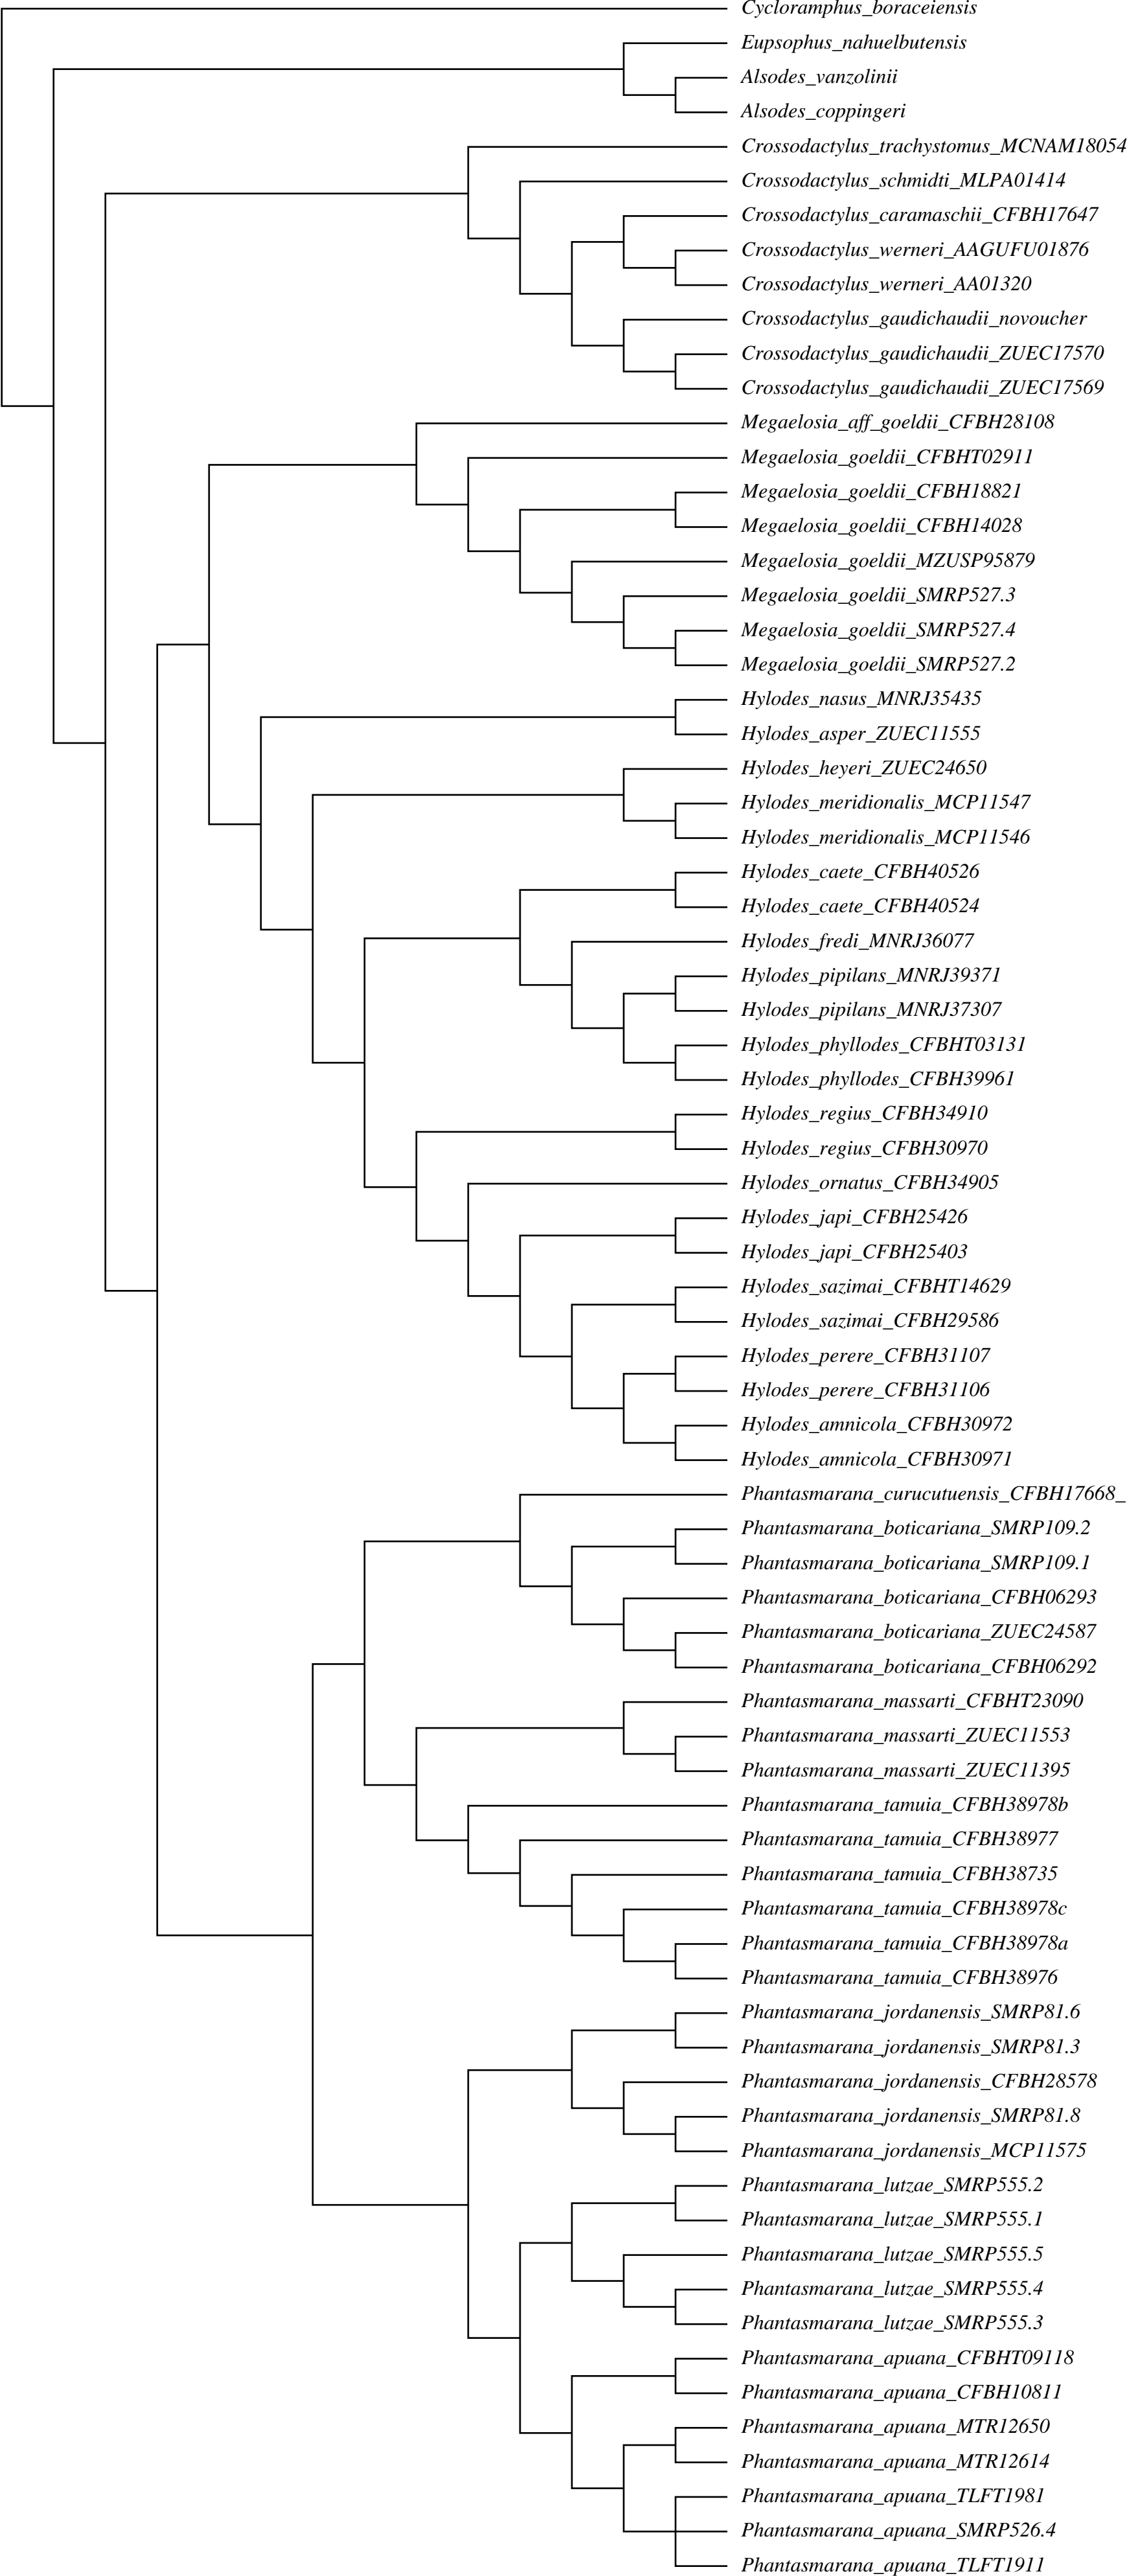 Cycloramphus_boraceiensis
Eupsophus_nahuelbutensis
Alsodes_vanzolinii
Alsodes_coppingeri
Crossodactylus_trachystomus_MCNAM18054
Crossodactylus_schmidti_MLPA01414
Crossodactylus_caramaschii_CFBH17647
Crossodactylus_werneri_AAGUFU01876
Crossodactylus_werneri_AA01320
Crossodactylus_gaudichaudii_novoucher
Crossodactylus_gaudichaudii_ZUEC17570
Crossodactylus_gaudichaudii_ZUEC17569
Megaelosia_aff_goeldii_CFBH28108
Megaelosia_goeldii_CFBHT02911
Megaelosia_goeldii_CFBH18821
Megaelosia_goeldii_CFBH14028
Megaelosia_goeldii_MZUSP95879
Megaelosia_goeldii_SMRP527.3
Megaelosia_goeldii_SMRP527.4
Megaelosia_goeldii_SMRP527.2
Hylodes_nasus_MNRJ35435
Hylodes_asper_ZUEC11555
Hylodes_heyeri_ZUEC24650
Hylodes_meridionalis_MCP11547
Hylodes_meridionalis_MCP11546
Hylodes_caete_CFBH40526
Hylodes_caete_CFBH40524
Hylodes_fredi_MNRJ36077
Hylodes_pipilans_MNRJ39371
Hylodes_pipilans_MNRJ37307
Hylodes_phyllodes_CFBHT03131
Hylodes_phyllodes_CFBH39961
Hylodes_regius_CFBH34910
Hylodes_regius_CFBH30970
Hylodes_ornatus_CFBH34905
Hylodes_japi_CFBH25426
Hylodes_japi_CFBH25403
Hylodes_sazimai_CFBHT14629
Hylodes_sazimai_CFBH29586
Hylodes_perere_CFBH31107
Hylodes_perere_CFBH31106
Hylodes_amnicola_CFBH30972
Hylodes_amnicola_CFBH30971
Phantasmarana_curucutuensis_CFBH17668_
Phantasmarana_boticariana_SMRP109.2
Phantasmarana_boticariana_SMRP109.1
Phantasmarana_boticariana_CFBH06293
Phantasmarana_boticariana_ZUEC24587
Phantasmarana_boticariana_CFBH06292
Phantasmarana_massarti_CFBHT23090
Phantasmarana_massarti_ZUEC11553
Phantasmarana_massarti_ZUEC11395
Phantasmarana_tamuia_CFBH38978b
Phantasmarana_tamuia_CFBH38977
Phantasmarana_tamuia_CFBH38735
Phantasmarana_tamuia_CFBH38978c
Phantasmarana_tamuia_CFBH38978a
Phantasmarana_tamuia_CFBH38976
Phantasmarana_jordanensis_SMRP81.6
Phantasmarana_jordanensis_SMRP81.3
Phantasmarana_jordanensis_CFBH28578
Phantasmarana_jordanensis_SMRP81.8
Phantasmarana_jordanensis_MCP11575
Phantasmarana_lutzae_SMRP555.2
Phantasmarana_lutzae_SMRP555.1
Phantasmarana_lutzae_SMRP555.5
Phantasmarana_lutzae_SMRP555.4
Phantasmarana_lutzae_SMRP555.3
Phantasmarana_apuana_CFBHT09118
Phantasmarana_apuana_CFBH10811
Phantasmarana_apuana_MTR12650
Phantasmarana_apuana_MTR12614
Phantasmarana_apuana_TLFT1981
Phantasmarana_apuana_SMRP526.4
Phantasmarana_apuana_TLFT1911